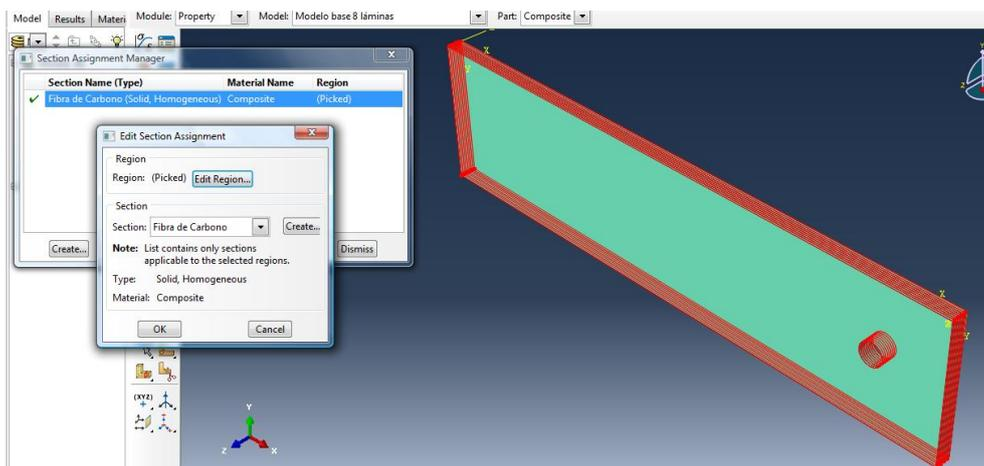 Model Results Materi Module: Property Model: Modelo base 8 láminas Part: Composite
Section Assignment Manager
Section Name (Type) Material Name Region
Fibra de Carbono (Solid, Homogeneous) Composite (Picked)
Edit Section Assignment
Region
Region: (Picked) Edit Region...
Section
Section: Fibra de Carbono Create...
Note: List contains only sections
applicable to the selected regions.
Type: Solid, Homogeneous
Material: Composite
OK Cancel
Create... Dismiss
(XYZ)
X
Y
X
Y
Z
Y
Z X